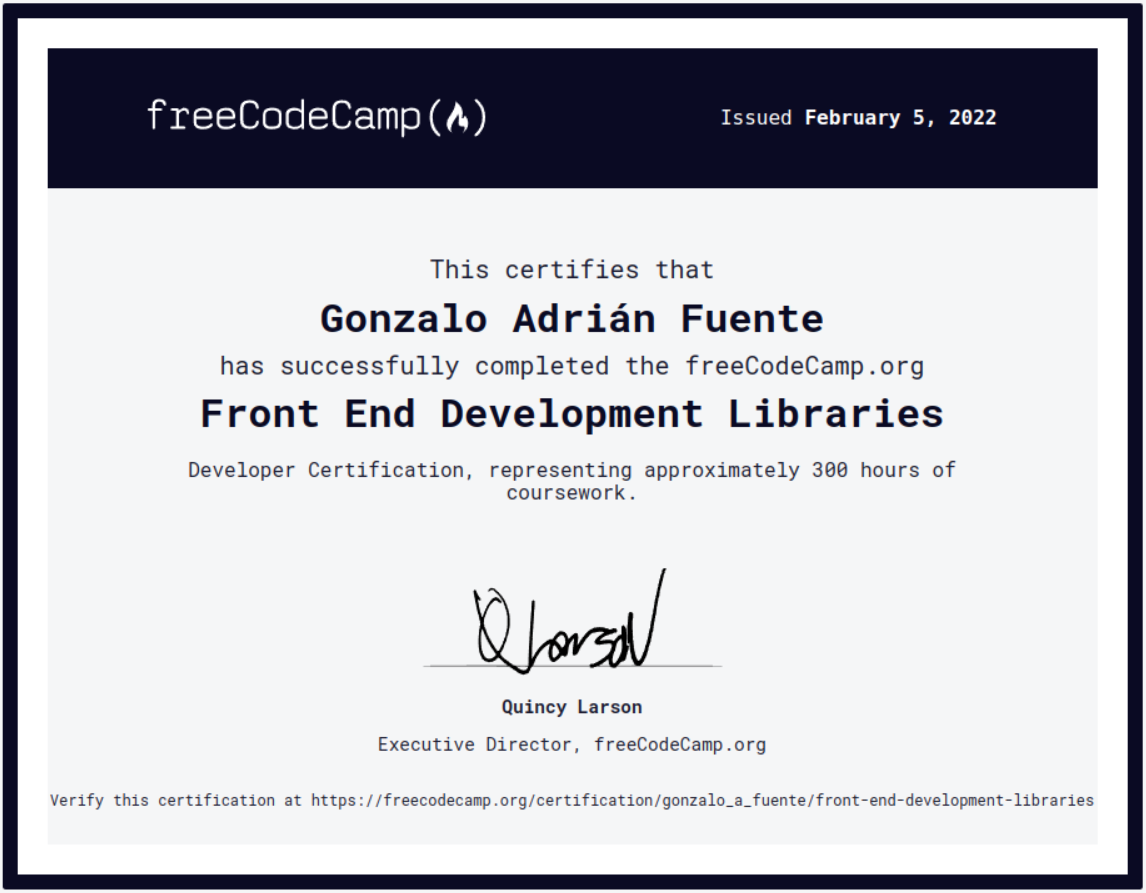 freeCodeCamp(🔥)
Issued February 5, 2022
This certifies that
Gonzalo Adrián Fuente
has successfully completed the freeCodeCamp.org
Front End Development Libraries
Developer Certification, representing approximately 300 hours of
coursework.
Q Larson
Quincy Larson
Executive Director, freeCodeCamp.org
Verify this certification at https://freecodecamp.org/certification/gonzalo_a_fuente/front-end-development-libraries